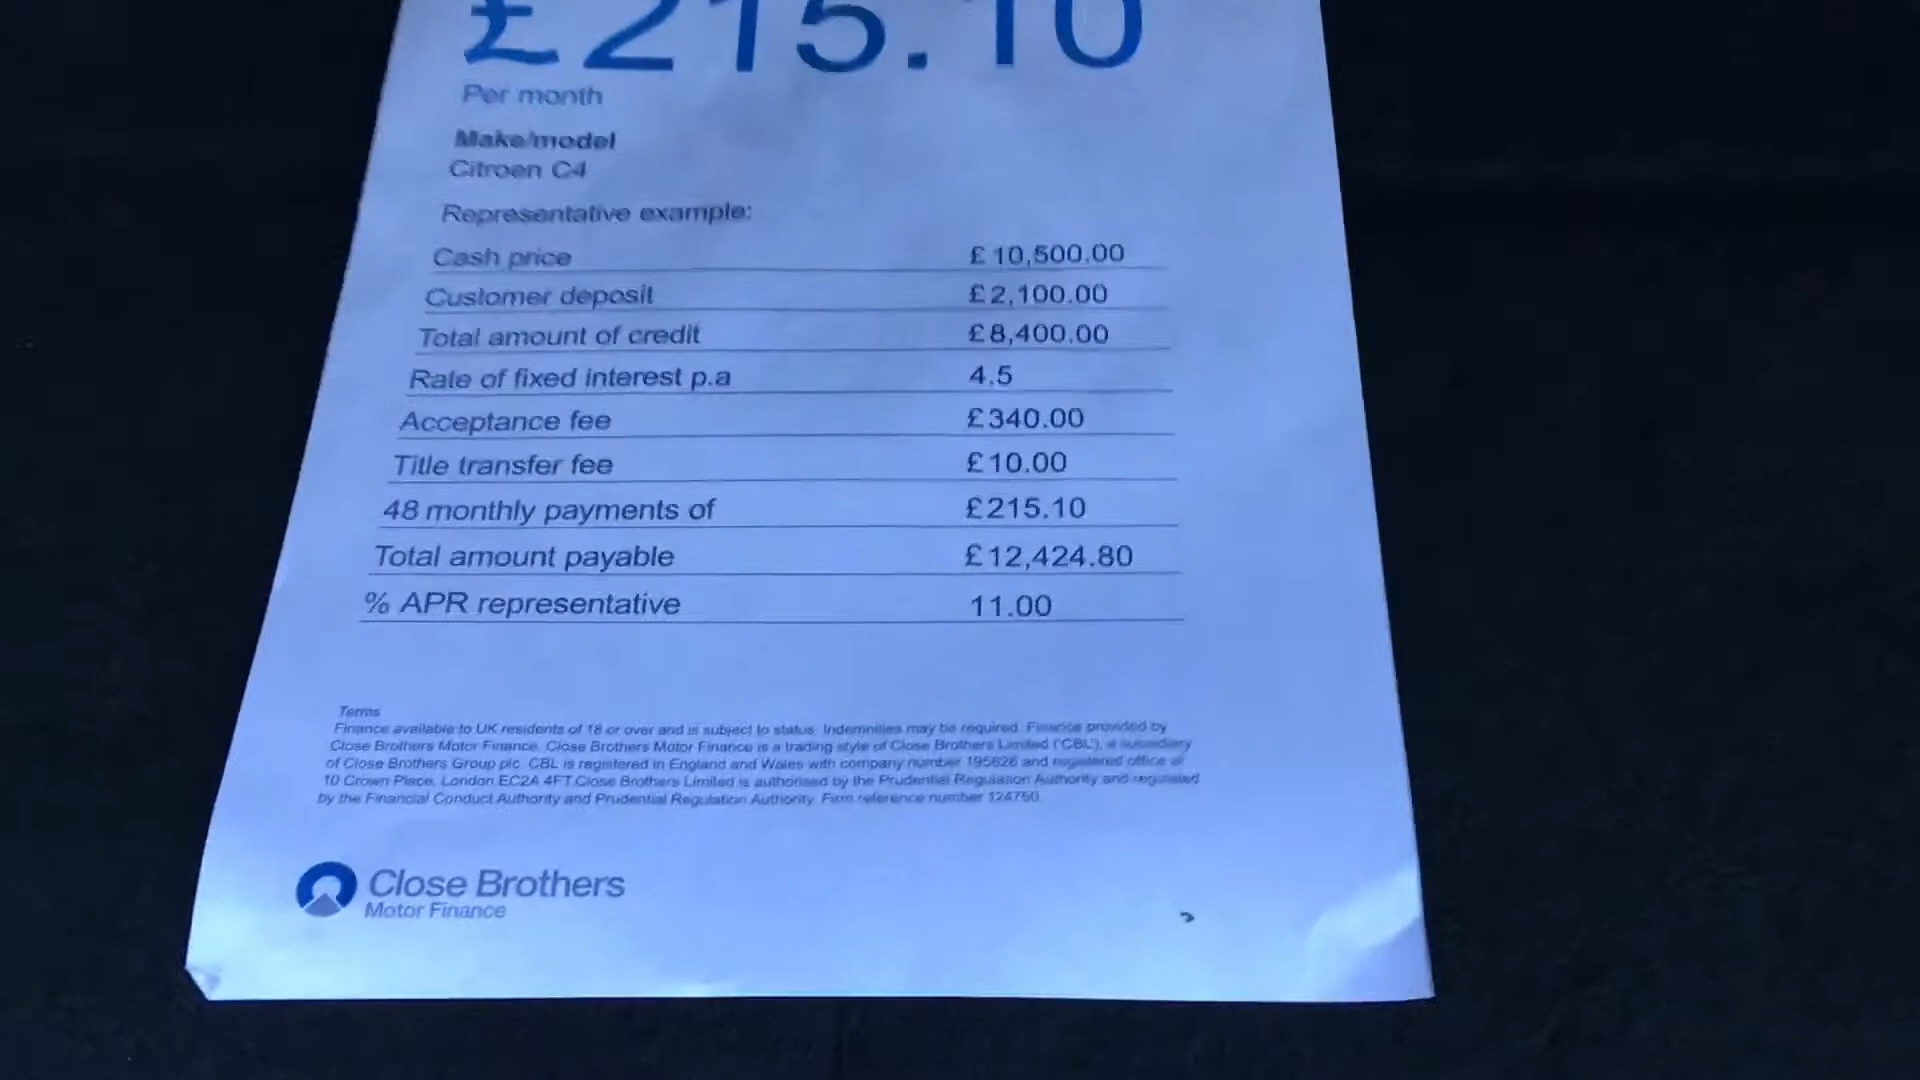 £215.10
Per month
Make/model
Citroen C4
Representative example:
Cash price £10,500.00
Customer deposit £2,100.00
Total amount of credit £8,400.00
Rate of fixed interest p.a 4.5
Acceptance fee £340.00
Title transfer fee £10.00
48 monthly payments of £215.10
Total amount payable £12,424.80
% APR representative 11.00
Terms
Finance available to UK residents of 18 or over and is subject to status. Indemnities may be required. Finance provided by
Close Brothers Motor Finance. Close Brothers Motor Finance is a trading style of Close Brothers Limited ('CBL'), a subsidiary
of Close Brothers Group plc. CBL is registered in England and Wales with company number 195626 and registered office at
10 Crown Place, London EC2A 4FT.Close Brothers Limited is authorised by the Prudential Regulation Authority and regulated
by the Financial Conduct Authority and Prudential Regulation Authority. Firm reference number 124750.
Close Brothers
Motor Finance